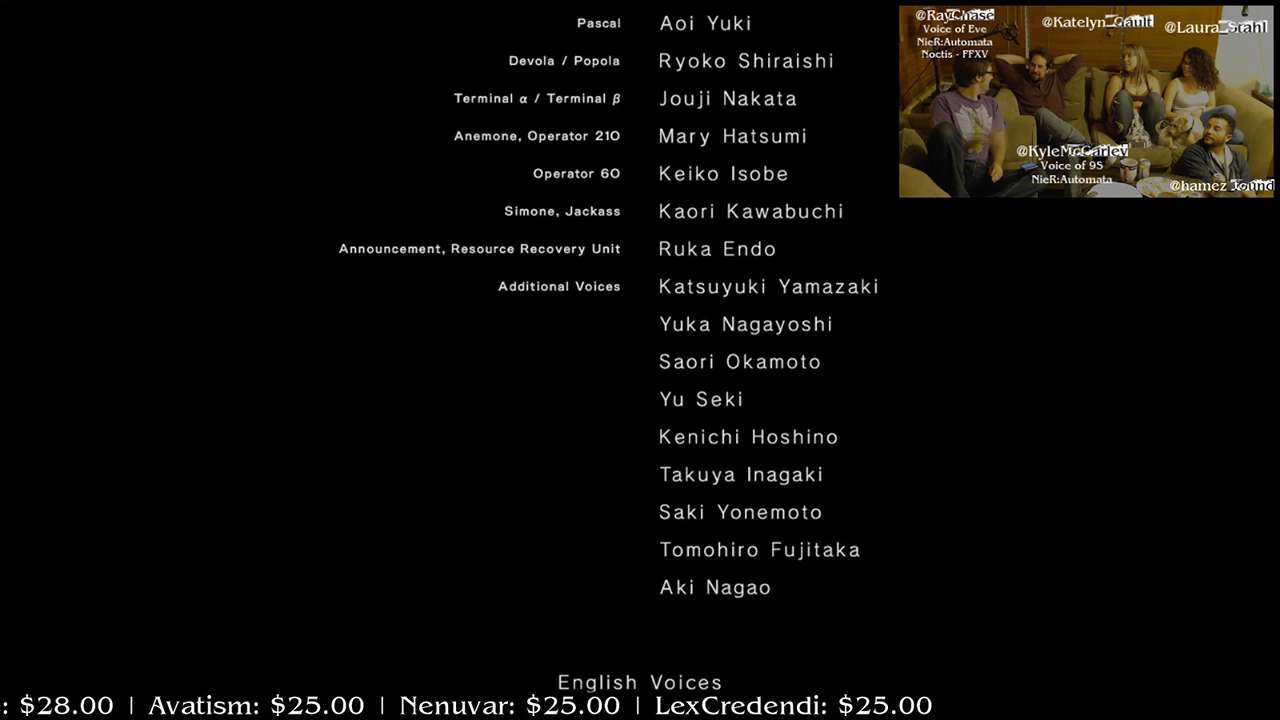 Pascal Aoi Yuki
Devola / Popola Ryoko Shiraishi
Terminal α / Terminal β Jouji Nakata
Anemone, Operator 21O Mary Hatsumi
Operator 6O Keiko Isobe
Simone, Jackass Kaori Kawabuchi
Announcement, Resource Recovery Unit Ruka Endo
Additional Voices Katsuyuki Yamazaki
Yuka Nagayoshi
Saori Okamoto
Yu Seki
Kenichi Hoshino
Takuya Inagaki
Saki Yonemoto
Tomohiro Fujitaka
Aki Nagao
English Voices
@RayChase
Voice of Eve
NieR:Automata
Noctis - FFXV
@Katelyn_Gault
@Laura_Stahl
@KyleMcCarley
Voice of 9S
NieR:Automata
@hamez
: $28.00 | Avatism: $25.00 | Nenuvar: $25.00 | LexCredendi: $25.00